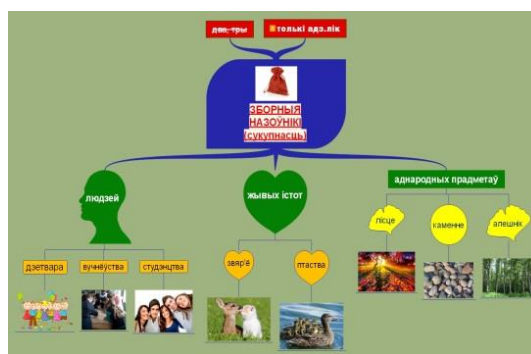 два, тры
толькі адз.лік
ЗБОРНЫЯ
НАЗОЎНІКІ
(сукупнасць)
людзей
жывых істот
аднародных прадметаў
дзетвара
вучнёўства
студэнцтва
звяр'ё
птаства
лісце
каменне
алешнік